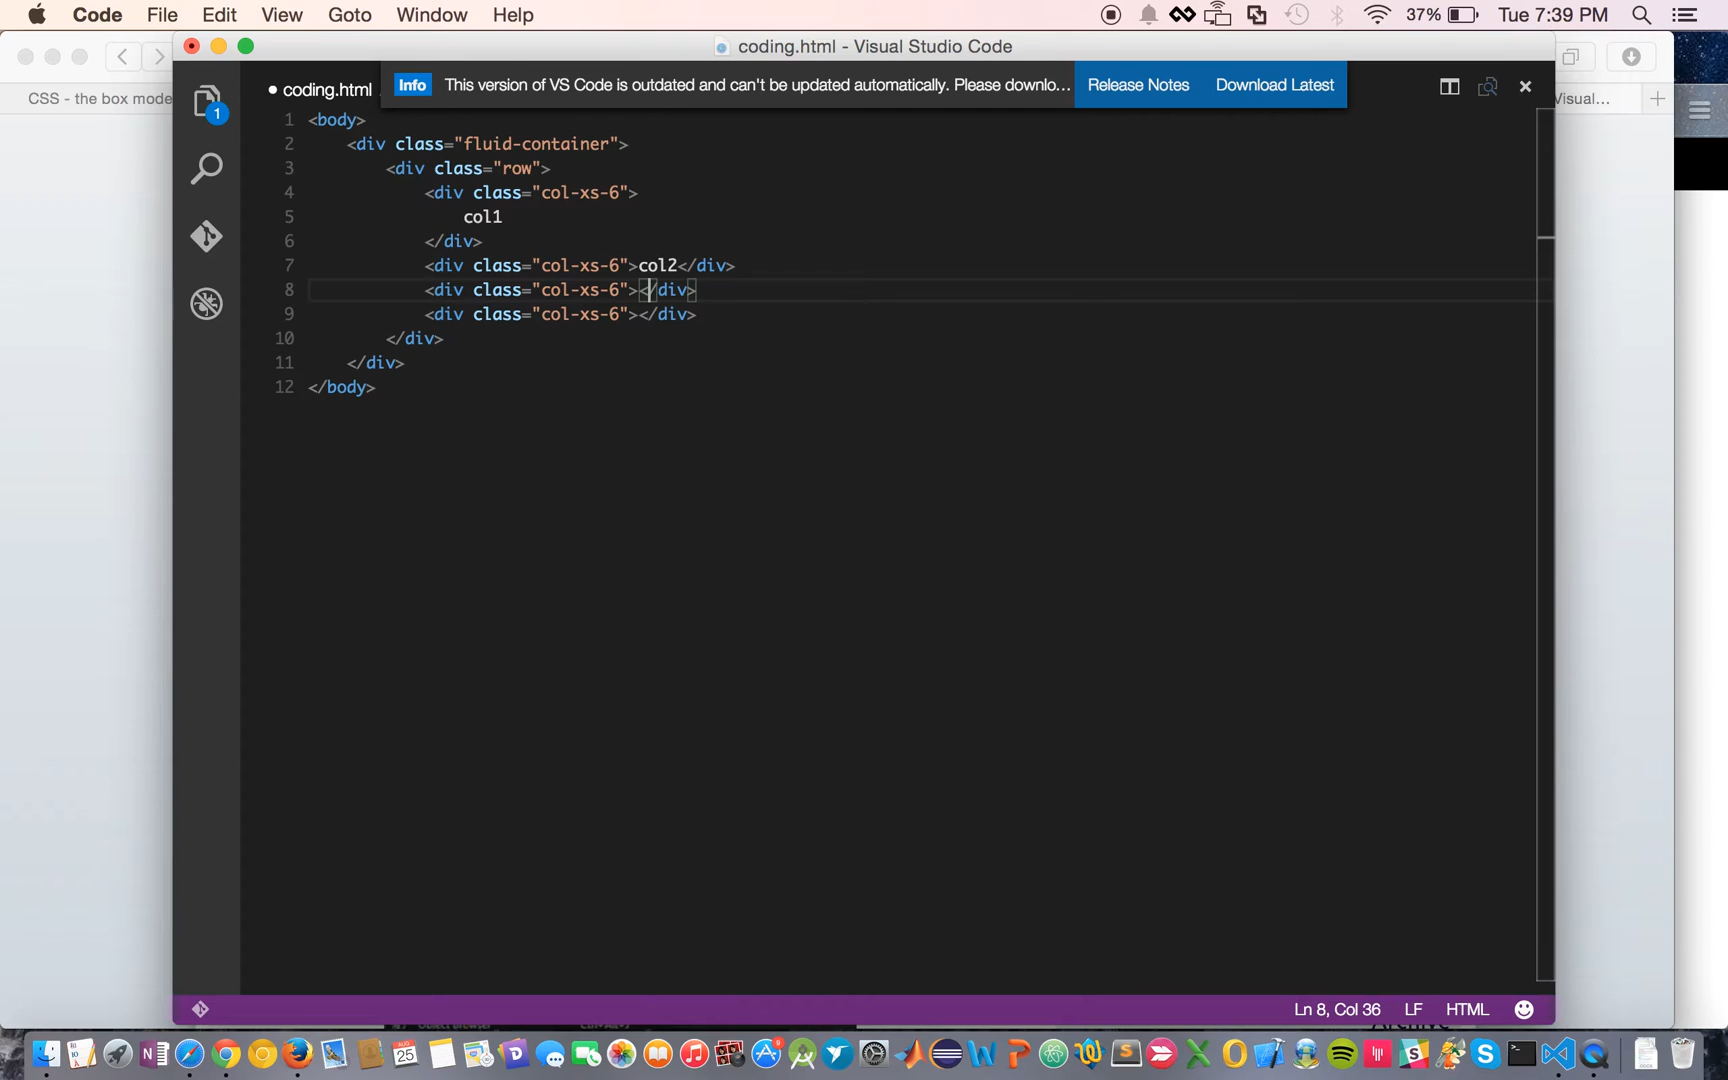 Code File Edit View Goto Window Help 37% Tue 7:39 PM
coding.html - Visual Studio Code
CSS - the box mode
coding.html
Info This version of VS Code is outdated and can't be updated automatically. Please downlo... Release Notes Download Latest
Visual...
1
1 <body>
2 <div class="fluid-container">
3 <div class="row">
4 <div class="col-xs-6">
5 col1
6 </div>
7 <div class="col-xs-6">col2</div>
8 <div class="col-xs-6"></div>
9 <div class="col-xs-6"></div>
10 </div>
11 </div>
12 </body>
Ln 8, Col 36 LF HTML
AUG
25
9